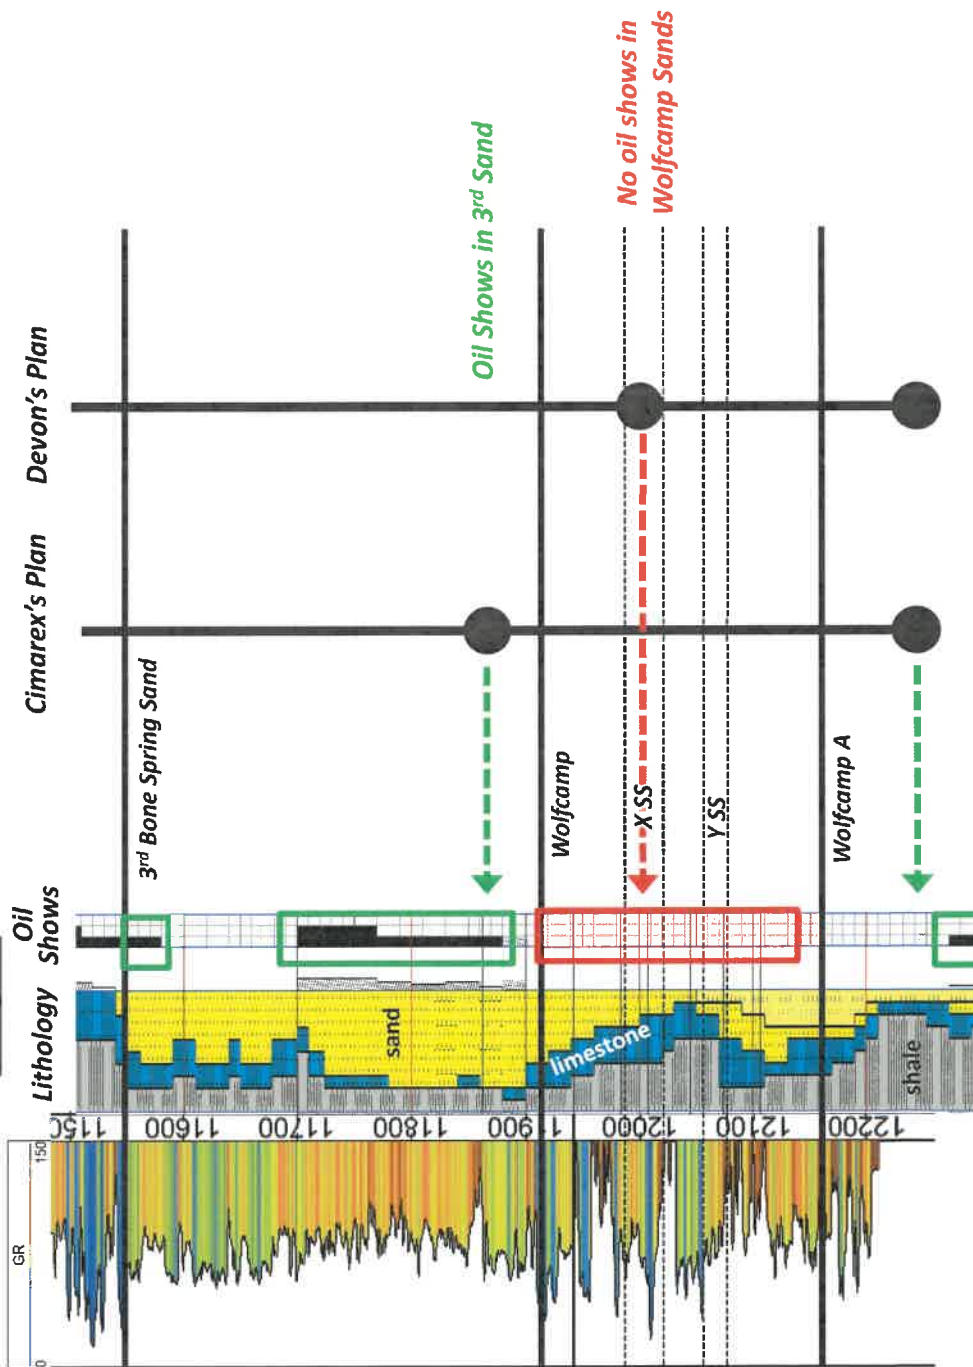 Cimarex's Plan
Devon's Plan
Lithology
Oil
Shows
GR
0
150
3rd Bone Spring Sand
Oil Shows in 3rd Sand
No oil shows in
Wolfcamp Sands
sand
limestone
shale
Wolfcamp
X SS
Y SS
Wolfcamp A
1150
11600
11700
11800
11900
12000
12100
12200